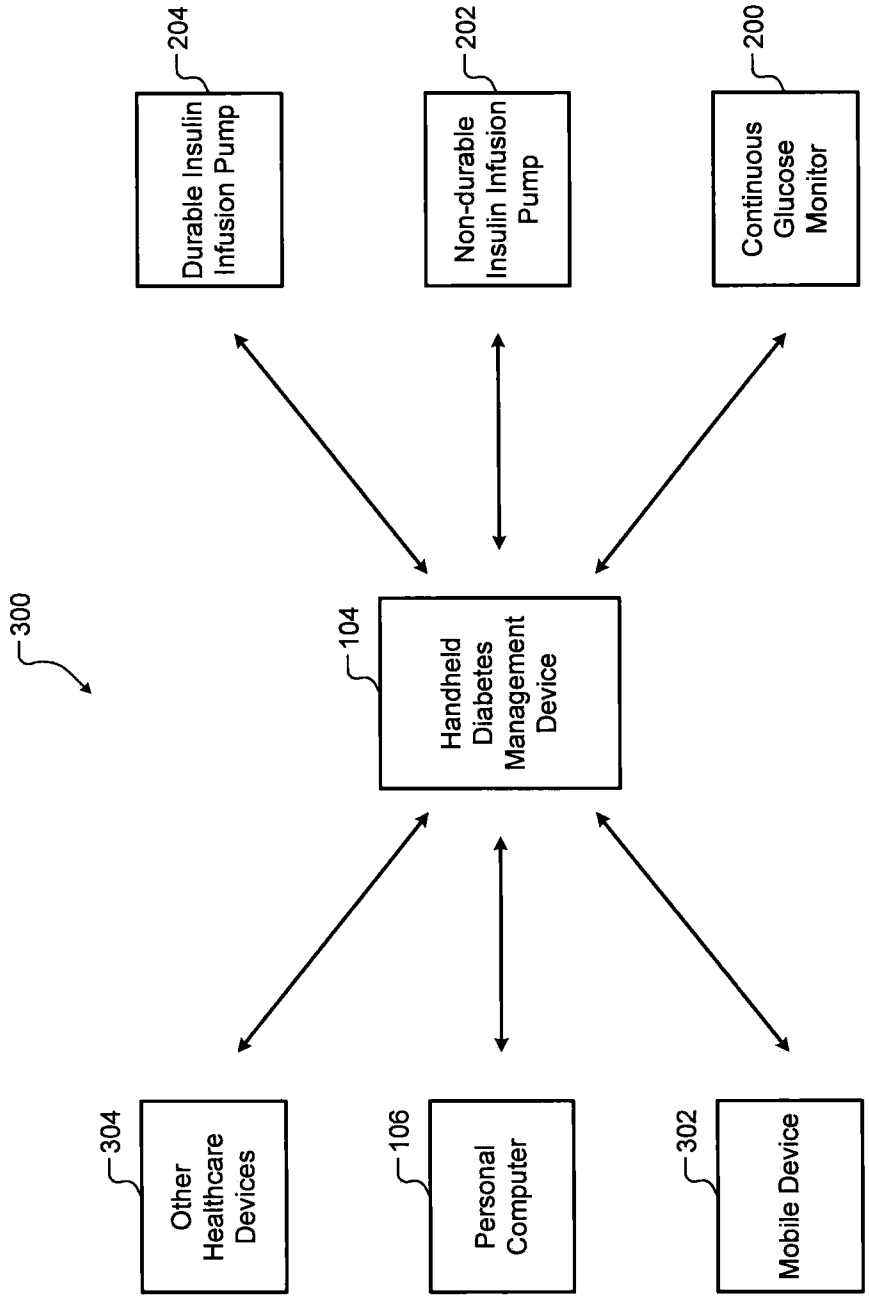 300
204
Durable Insulin
Infusion Pump
202
Non-durable
Insulin Infusion
Pump
200
Continuous
Glucose
Monitor
104
Handheld
Diabetes
Management
Device
304
Other
Healthcare
Devices
106
Personal
Computer
302
Mobile Device